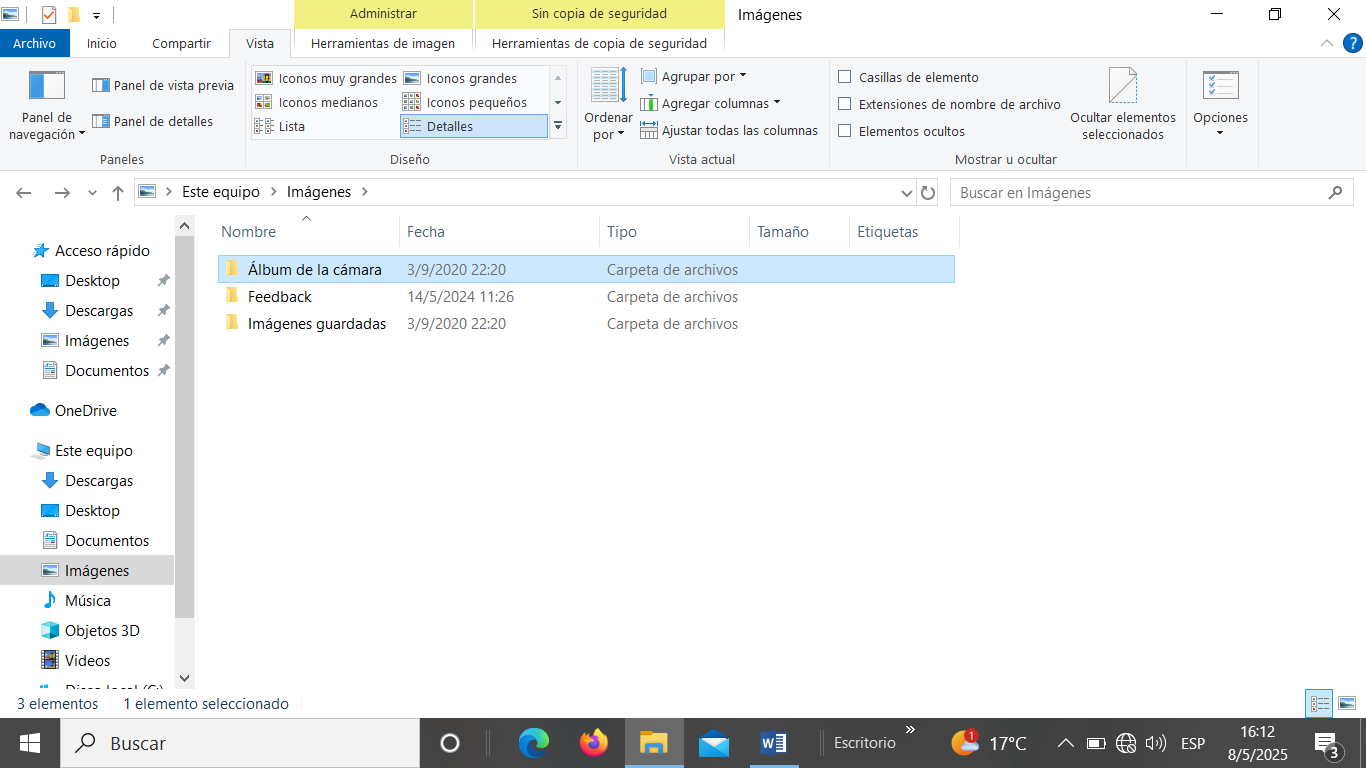 Administrar
Sin copia de seguridad
Imágenes
Archivo
Inicio
Compartir
Vista
Herramientas de imagen
Herramientas de copia de seguridad
Panel de navegación
Panel de vista previa
Panel de detalles
Paneles
Iconos muy grandes
Iconos grandes
Iconos medianos
Iconos pequeños
Lista
Detalles
Diseño
Ordenar por
Agrupar por
Agregar columnas
Ajustar todas las columnas
Vista actual
Casillas de elemento
Extensiones de nombre de archivo
Elementos ocultos
Ocultar elementos seleccionados
Mostrar u ocultar
Opciones
Este equipo > Imágenes >
Buscar en Imágenes
Nombre Fecha Tipo Tamaño Etiquetas
Álbum de la cámara 3/9/2020 22:20 Carpeta de archivos
Feedback 14/5/2024 11:26 Carpeta de archivos
Imágenes guardadas 3/9/2020 22:20 Carpeta de archivos
Acceso rápido
Desktop
Descargas
Imágenes
Documentos
OneDrive
Este equipo
Descargas
Desktop
Documentos
Imágenes
Música
Objetos 3D
Videos
Disco local (C:)
3 elementos 1 elemento seleccionado
Buscar
Escritorio
1
17°C
ESP
16:12
8/5/2025
3